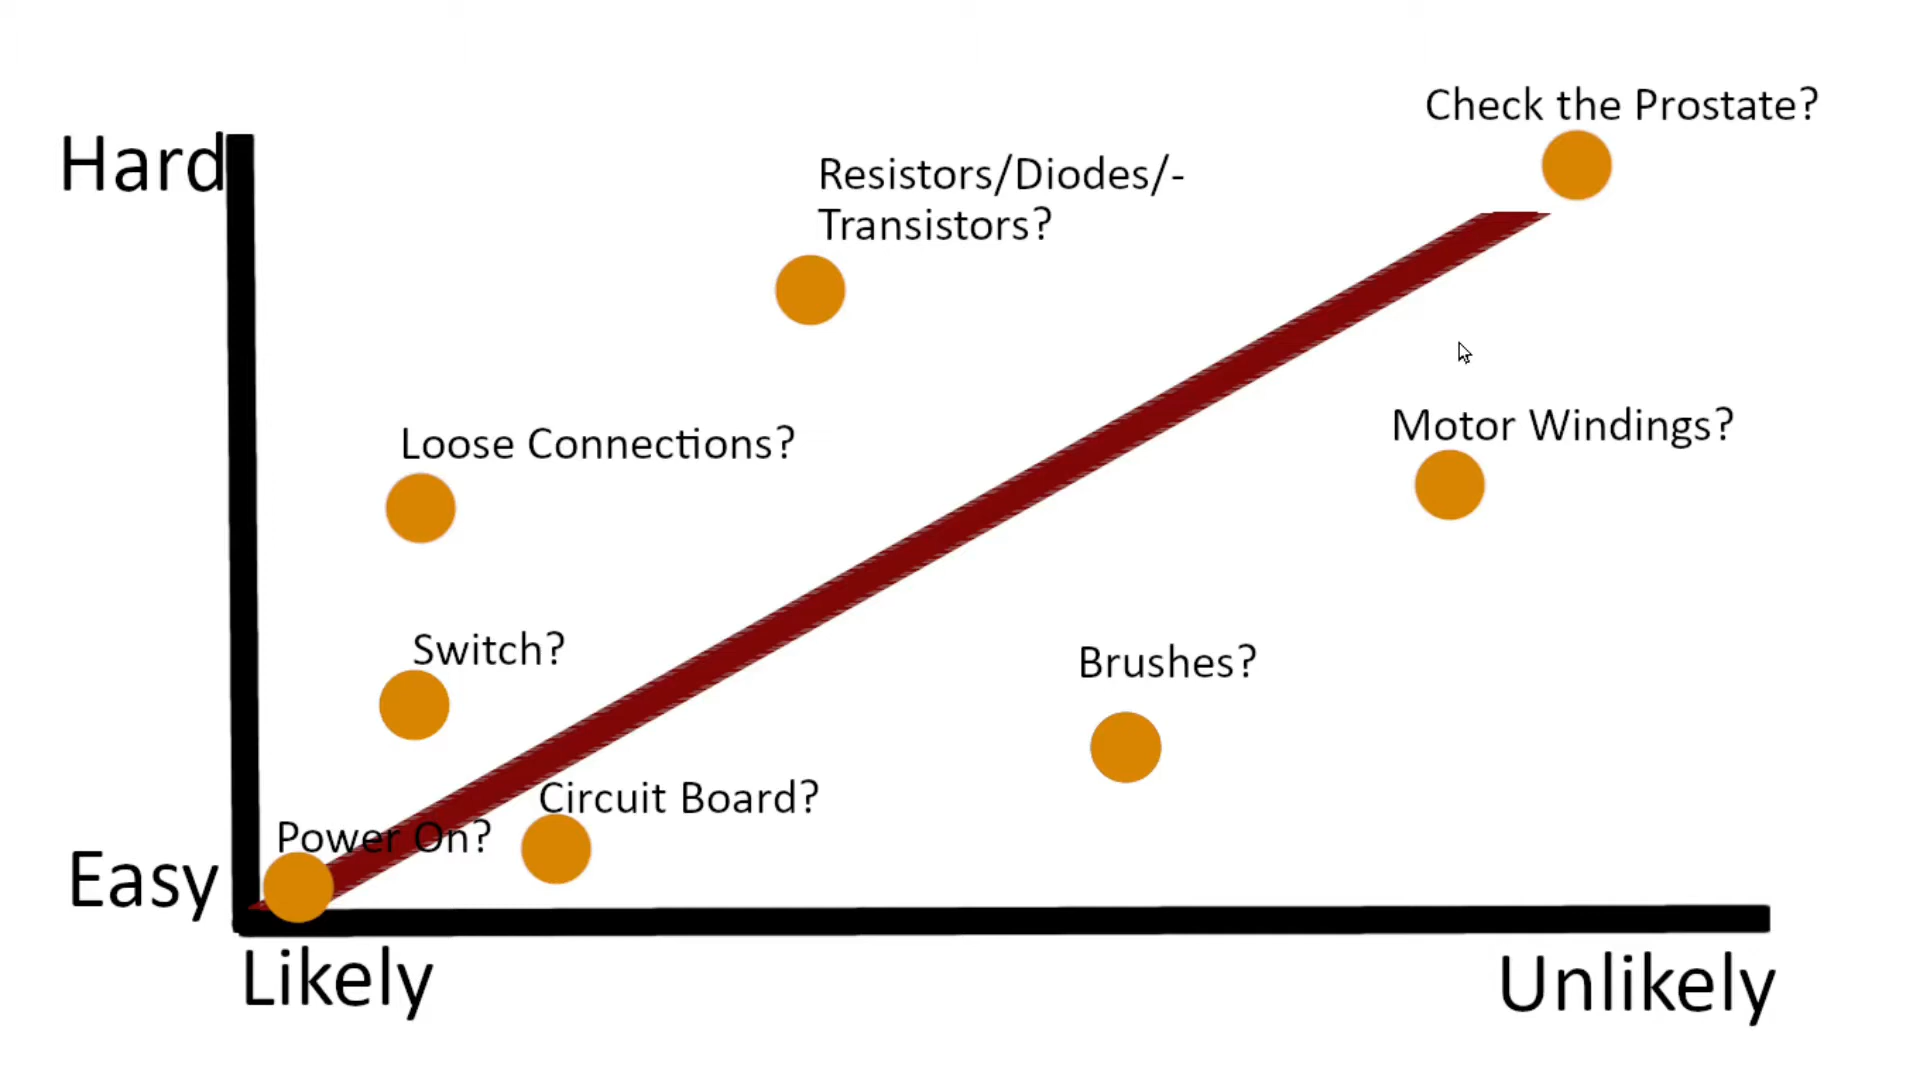 Check the Prostate?
Hard
Resistors/Diodes/-
Transistors?
Motor Windings?
Loose Connections?
Switch?
Brushes?
Circuit Board?
Power On?
Easy
Likely
Unlikely